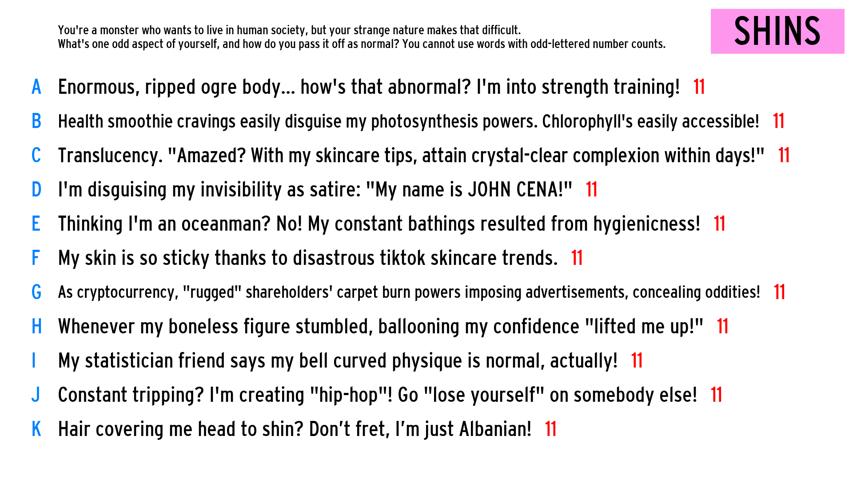 You're a monster who wants to live in human society, but your strange nature makes that difficult.
What's one odd aspect of yourself, and how do you pass it off as normal? You cannot use words with odd-lettered number counts.
SHINS
A Enormous, ripped ogre body... how's that abnormal? I'm into strength training! 11
B Health smoothie cravings easily disguise my photosynthesis powers. Chlorophyll's easily accessible! 11
C Translucency. "Amazed? With my skincare tips, attain crystal-clear complexion within days!" 11
D I'm disguising my invisibility as satire: "My name is JOHN CENA!" 11
E Thinking I'm an oceanman? No! My constant bathings resulted from hygienicness! 11
F My skin is so sticky thanks to disastrous tiktok skincare trends. 11
G As cryptocurrency, "rugged" shareholders' carpet burn powers imposing advertisements, concealing oddities! 11
H Whenever my boneless figure stumbled, ballooning my confidence "lifted me up!" 11
I My statistician friend says my bell curved physique is normal, actually! 11
J Constant tripping? I'm creating "hip-hop"! Go "lose yourself" on somebody else! 11
K Hair covering me head to shin? Don’t fret, I’m just Albanian! 11